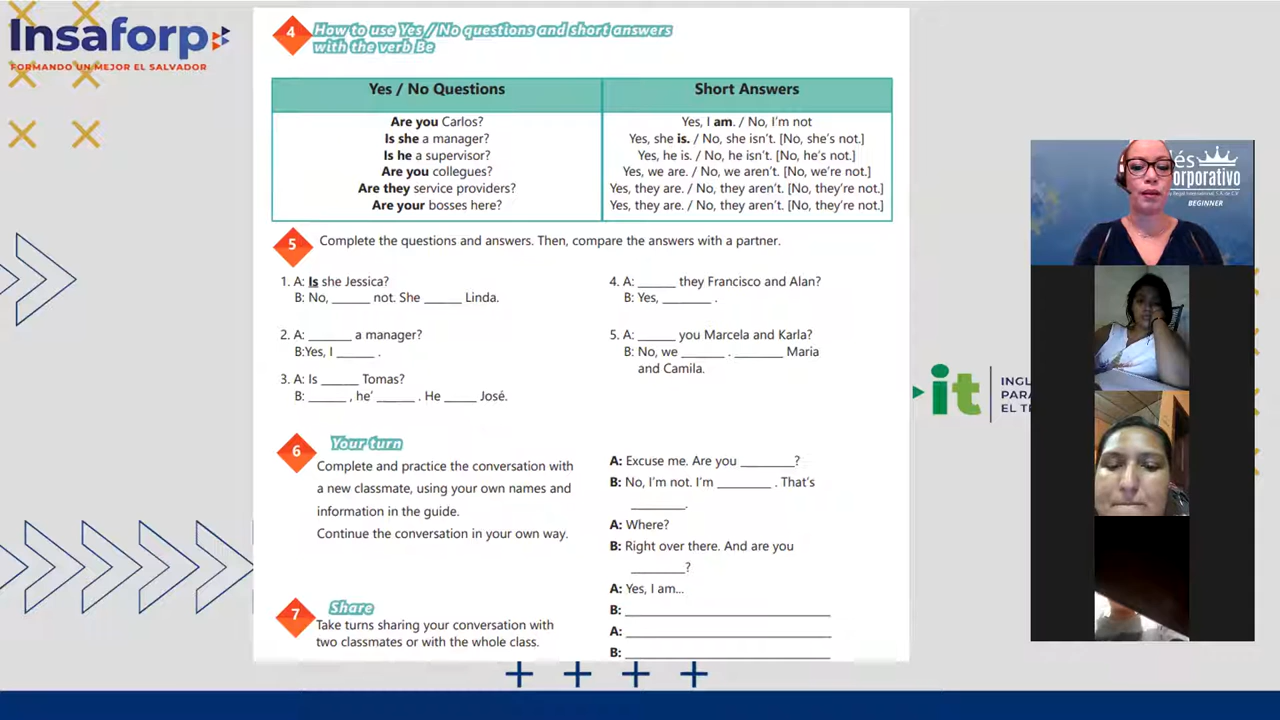 Insaforp
FORMANDO UN MEJOR EL SALVADOR
4
How to use Yes / No questions and short answers
with the verb Be
Yes / No Questions
Short Answers
Are you Carlos?
Yes, I am. / No, I'm not
Is she a manager?
Yes, she is. / No, she isn't. [No, she's not.]
Is he a supervisor?
Yes, he is. / No, he isn't. [No, he's not.]
Are you collegues?
Yes, we are. / No, we aren't. [No, we're not.]
Are they service providers?
Yes, they are. / No, they aren't. [No, they're not.]
Are your bosses here?
Yes, they are. / No, they aren't. [No, they're not.]
5
Complete the questions and answers. Then, compare the answers with a partner.
1. A: Is she Jessica?
B: No, ______ not. She ______ Linda.
2. A: _______ a manager?
B:Yes, I ______ .
3. A: Is ______ Tomas?
B: ______ , he' ______ . He _____ José.
4. A: ______ they Francisco and Alan?
B: Yes, ________ .
5. A: _____ you Marcela and Karla?
B: No, we _______ . ________ Maria
and Camila.
6
Your turn
Complete and practice the conversation with
a new classmate, using your own names and
information in the guide.
Continue the conversation in your own way.
A: Excuse me. Are you ________?
B: No, I'm not. I'm ________ . That's
________.
A: Where?
B: Right over there. And are you
________?
A: Yes, I am...
B: ______________________________
A: ______________________________
B: ______________________________
7
Share
Take turns sharing your conversation with
two classmates or with the whole class.
és
orporativo
BEGINNER
it
INGL
PARA
EL T